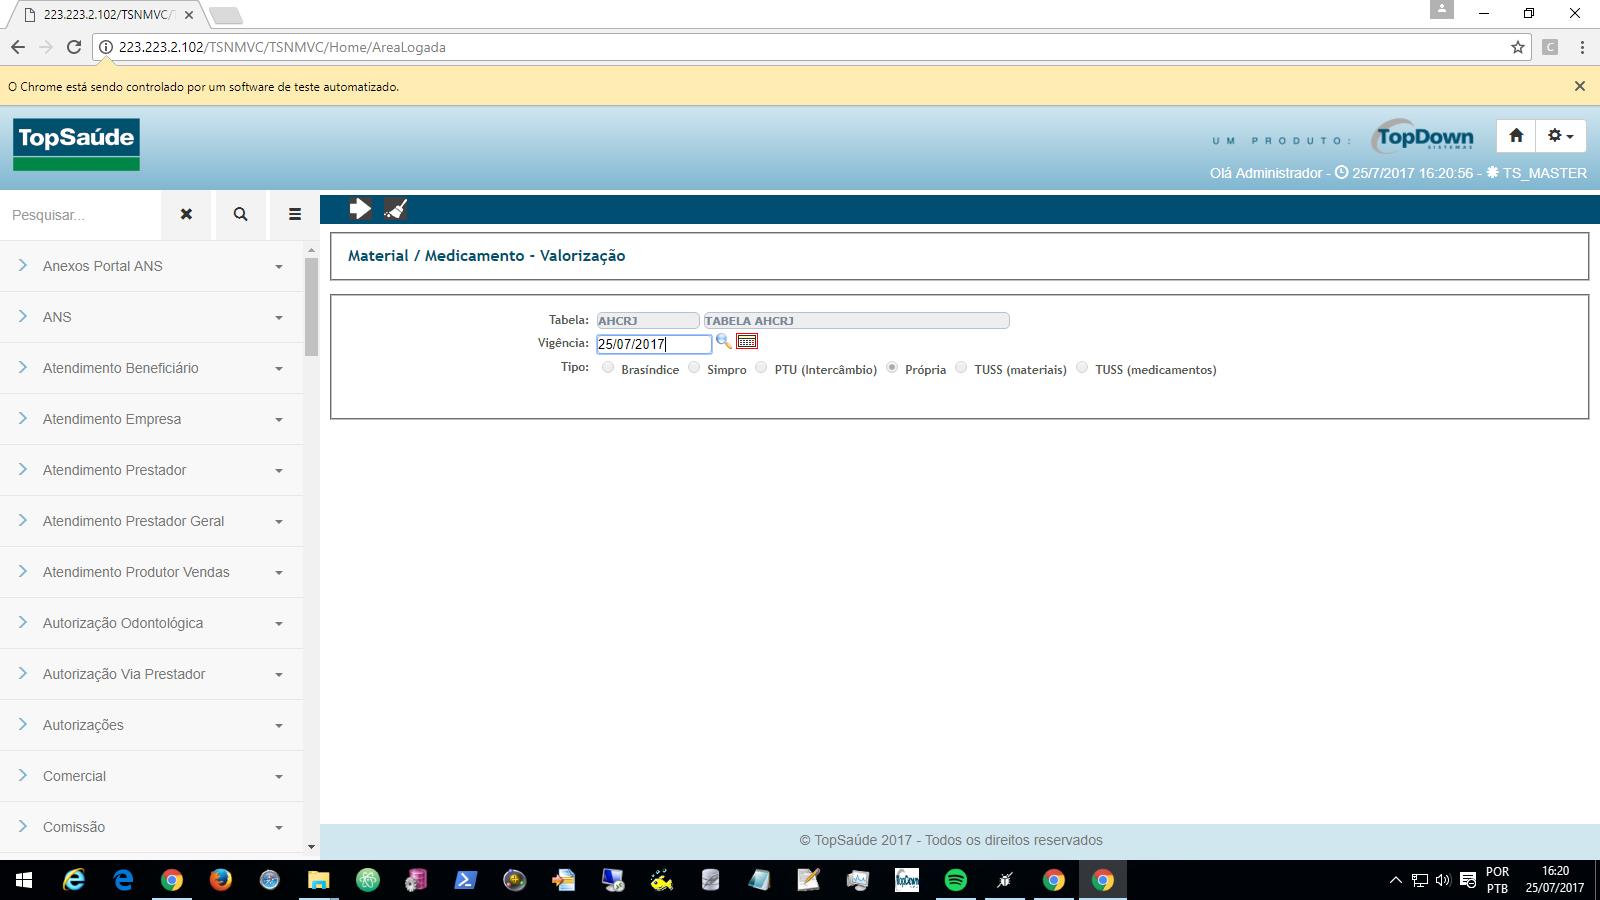 223.223.2.102/TSNMVC/T
223.223.2.102/TSNMVC/TSNMVC/Home/AreaLogada
C
O Chrome está sendo controlado por um software de teste automatizado.
TopSaúde
UM PRODUTO:
TopDown
SISTEMAS
Olá Administrador - 25/7/2017 16:20:56 - TS_MASTER
Pesquisar...
Material / Medicamento - Valorização
Anexos Portal ANS
ANS
Atendimento Beneficiário
Atendimento Empresa
Atendimento Prestador
Atendimento Prestador Geral
Atendimento Produtor Vendas
Autorização Odontológica
Autorização Via Prestador
Autorizações
Comercial
Comissão
Tabela: AHCRJ TABELA AHCRJ
Vigência: 25/07/2017
Tipo: Brasíndice Simpro PTU (Intercâmbio) Própria TUSS (materiais) TUSS (medicamentos)
© TopSaúde 2017 - Todos os direitos reservados
TopDown
POR
PTB
16:20
25/07/2017